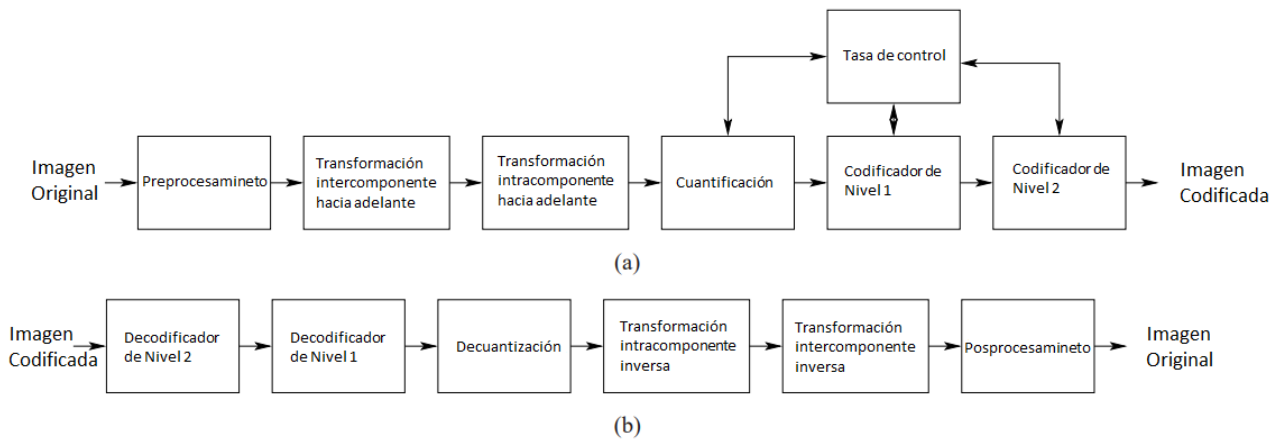 Tasa de control
Imagen
Original
Preprocesamineto
Transformación
intercomponente
hacia adelante
Transformación
intracomponente
hacia adelante
Cuantificación
Codificador de
Nivel 1
Codificador de
Nivel 2
Imagen
Codificada
(a)
Imagen
Codificada
Decodificador
de Nivel 2
Decodificador
de Nivel 1
Decuantización
Transformación
intracomponente
inversa
Transformación
intercomponente
inversa
Posprocesamineto
Imagen
Original
(b)